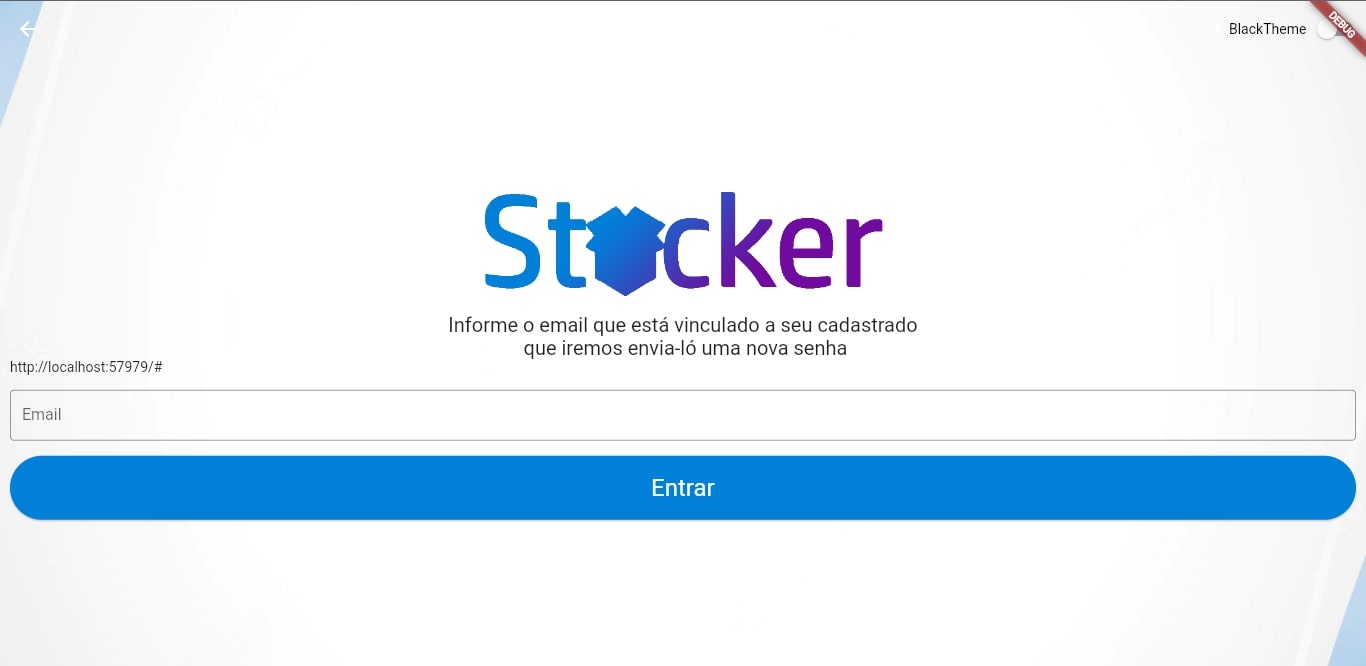 BlackTheme
DEBUG
Stocker
Informe o email que está vinculado a seu cadastrado
que iremos envia-ló uma nova senha
http://localhost:57979/#
Email
Entrar